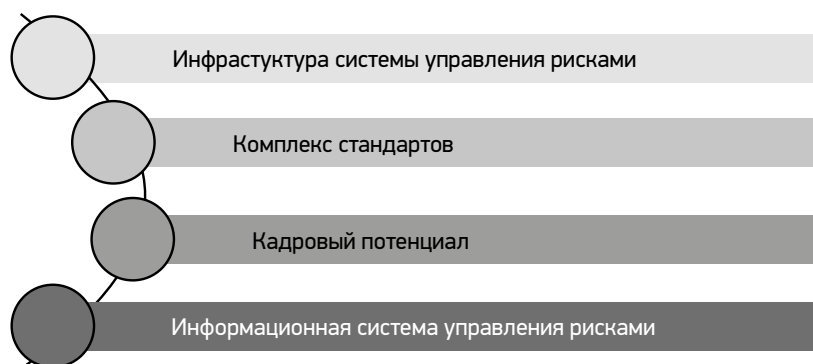 Инфрастуктура системы управления рисками
Комплекс стандартов
Кадровый потенциал
Информационная система управления рисками